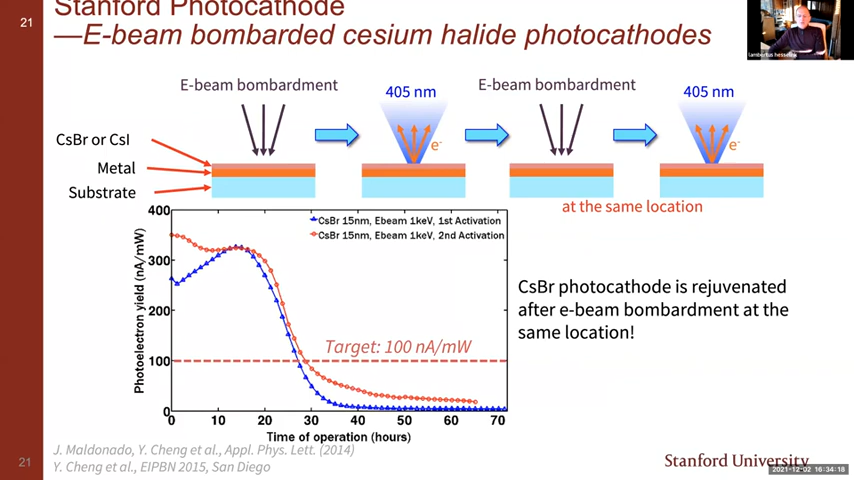 21
Stanford Photocathode
—E-beam bombarded cesium halide photocathodes
E-beam bombardment
405 nm
E-beam bombardment
405 nm
e-
e-
CsBr or CsI
Metal
Substrate
at the same location
400
300
200
100
0
Photoelectron yield (nA/mW)
CsBr 15nm, Ebeam 1keV, 1st Activation
CsBr 15nm, Ebeam 1keV, 2nd Activation
Target: 100 nA/mW
0 10 20 30 40 50 60 70
Time of operation (hours)
CsBr photocathode is rejuvenated
after e-beam bombardment at the
same location!
J. Maldonado, Y. Cheng et al., Appl. Phys. Lett. (2014)
Y. Cheng et al., EIPBN 2015, San Diego
21
Stanford University
2021-12-02 16:34:18